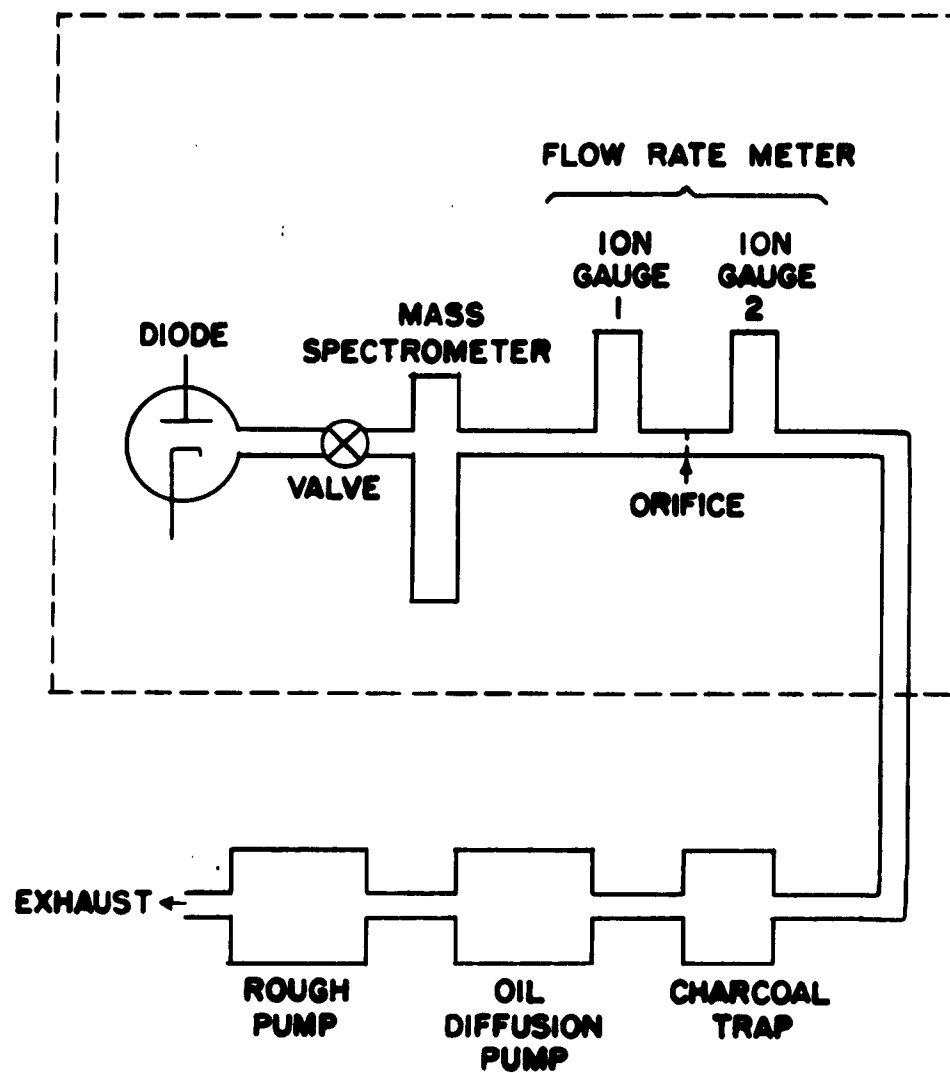 FLOW RATE METER
ION
GAUGE
1
ION
GAUGE
2
MASS
SPECTROMETER
DIODE
VALVE
ORIFICE
EXHAUST
ROUGH
PUMP
OIL
DIFFUSION
PUMP
CHARCOAL
TRAP